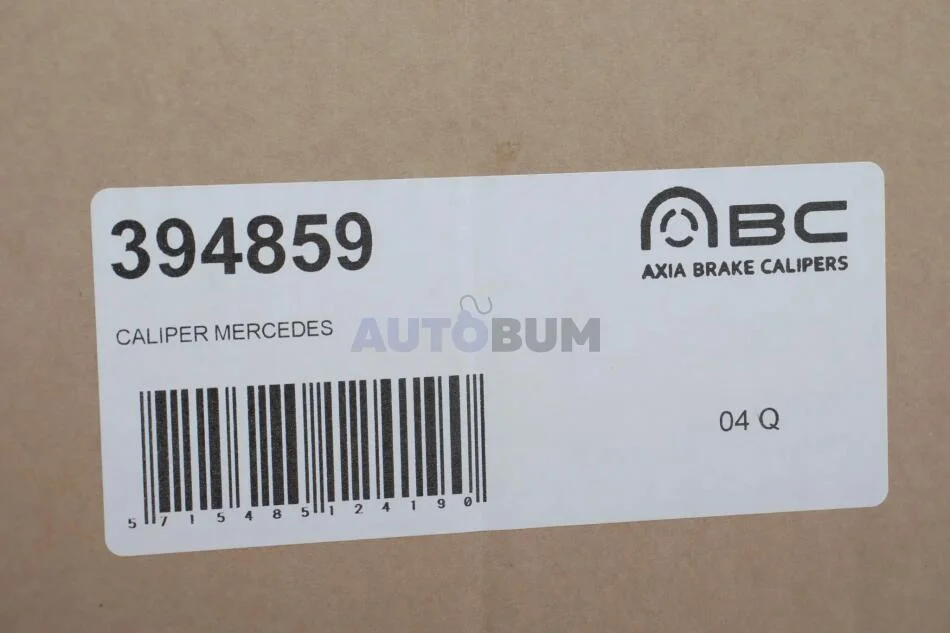 394859
ABC
AXIA BRAKE CALIPERS
CALIPER MERCEDES
AUTOBUM
04 Q
5 715485 124190